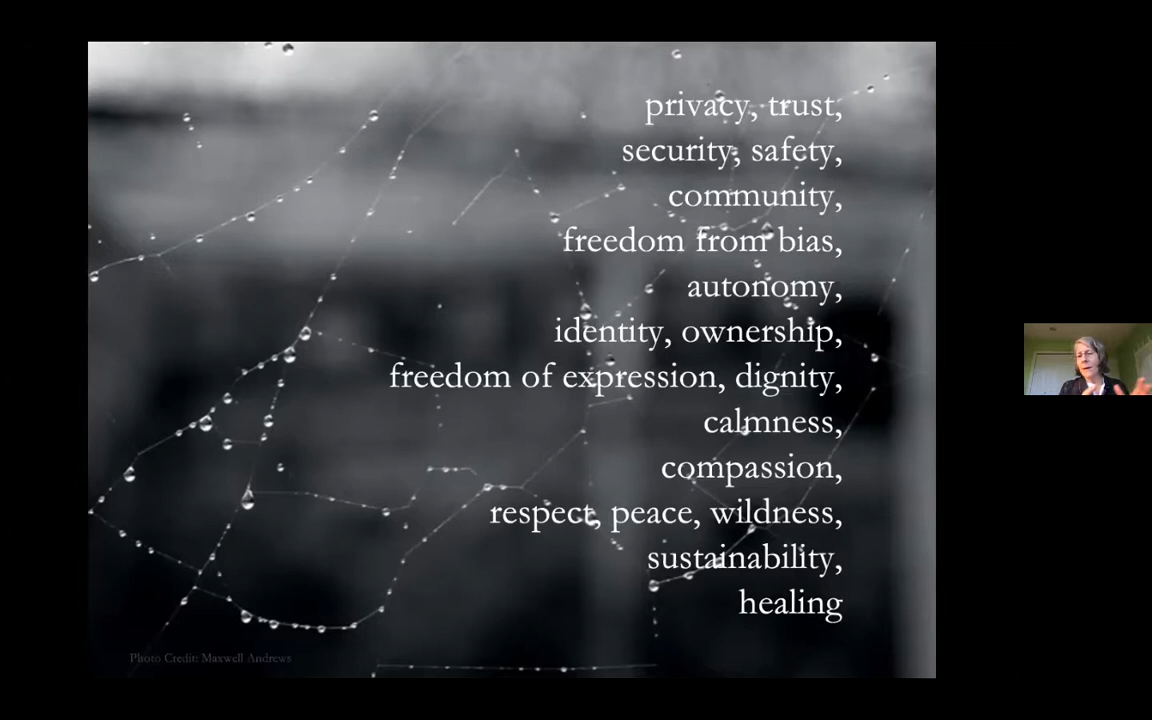 privacy, trust,
security, safety,
community,
freedom from bias,
autonomy,
identity, ownership,
freedom of expression, dignity,
calmness,
compassion,
respect, peace, wildness,
sustainability,
healing
Photo Credit: Maxwell Andrews